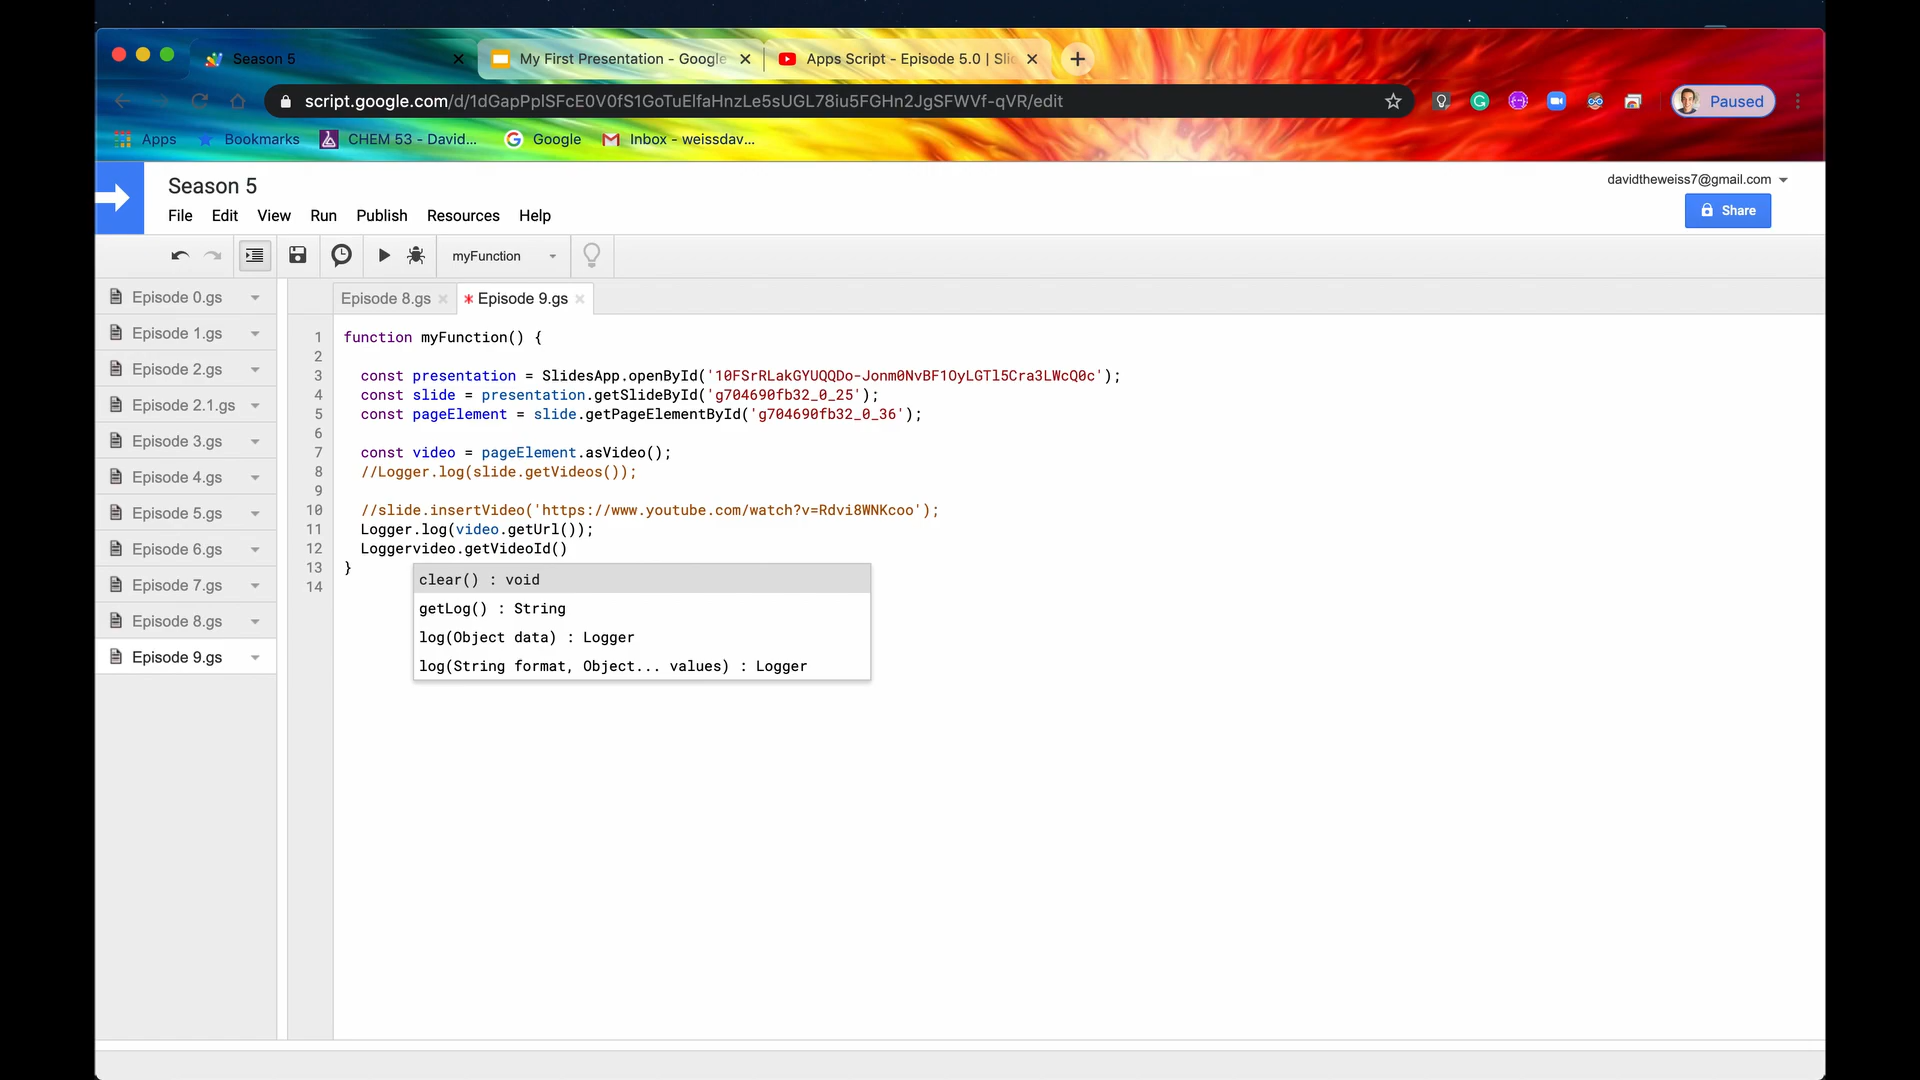 Season 5
My First Presentation - Google
Apps Script - Episode 5.0 | Slid
script.google.com/d/1dGapPplSFcE0V0fS1GoTuElfaHnzLe5sUGL78iu5FGHn2JgSFWVf-qVR/edit
Paused
Apps
Bookmarks
CHEM 53 - David...
Google
Inbox - weissdav...
Season 5
davidtheweiss7@gmail.com
File Edit View Run Publish Resources Help
Share
myFunction
Episode 0.gs
Episode 1.gs
Episode 2.gs
Episode 2.1.gs
Episode 3.gs
Episode 4.gs
Episode 5.gs
Episode 6.gs
Episode 7.gs
Episode 8.gs
Episode 9.gs
Episode 8.gs
* Episode 9.gs
1 function myFunction() {
2
3 const presentation = SlidesApp.openById('10FSrRLakGYUQQDo-Jonm0NvBF1OyLGTl5Cra3LWcQ0c');
4 const slide = presentation.getSlideById('g704690fb32_0_25');
5 const pageElement = slide.getPageElementById('g704690fb32_0_36');
6
7 const video = pageElement.asVideo();
8 //Logger.log(slide.getVideos());
9
10 //slide.insertVideo('https://www.youtube.com/watch?v=Rdvi8WNKcoo');
11 Logger.log(video.getUrl());
12 Loggervideo.getVideoId()
13 }
14
clear() : void
getLog() : String
log(Object data) : Logger
log(String format, Object... values) : Logger